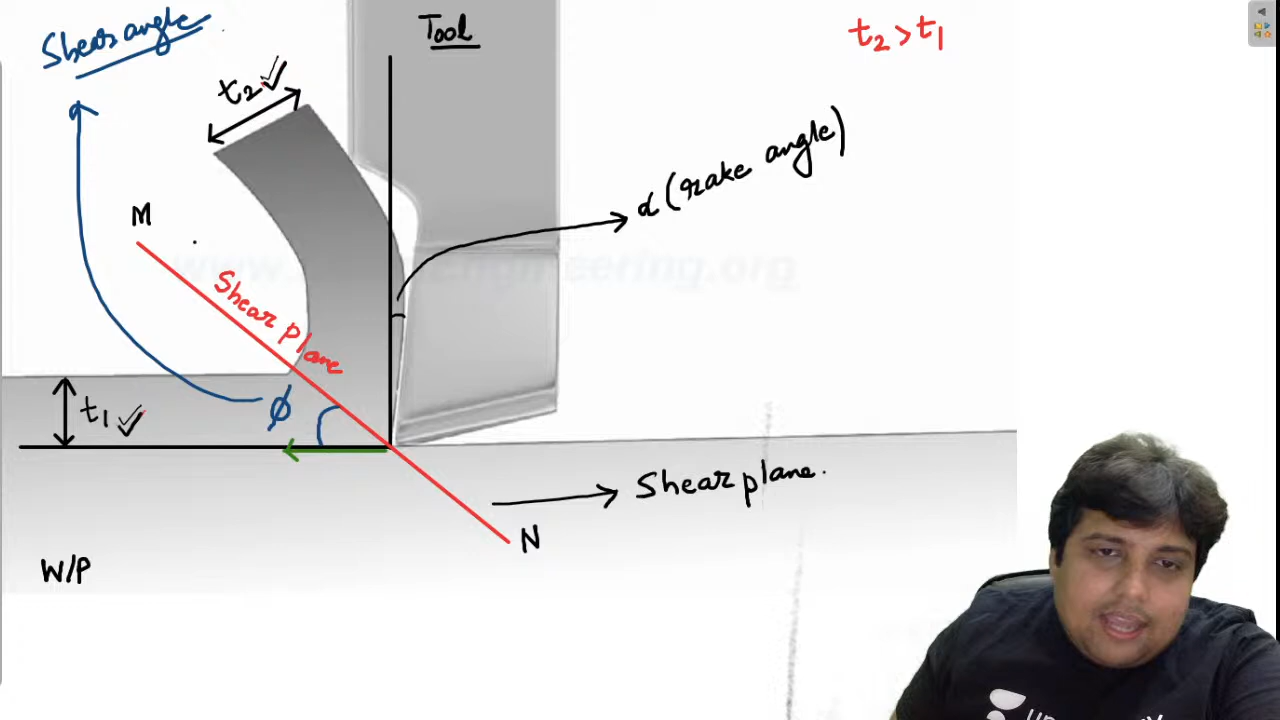 Shear angle
Tool
t2 > t1
t2 ✓
α (rake angle)
M
Shear plane
t1 ✓
ϕ
Shear plane.
N
W/P